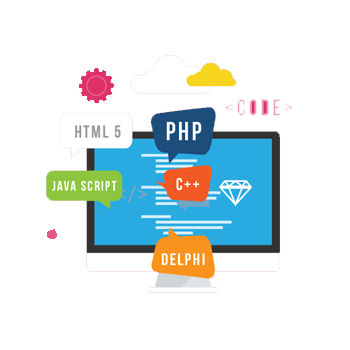 <CODE>
PHP
HTML 5
JAVA SCRIPT
C++
</>
DELPHI